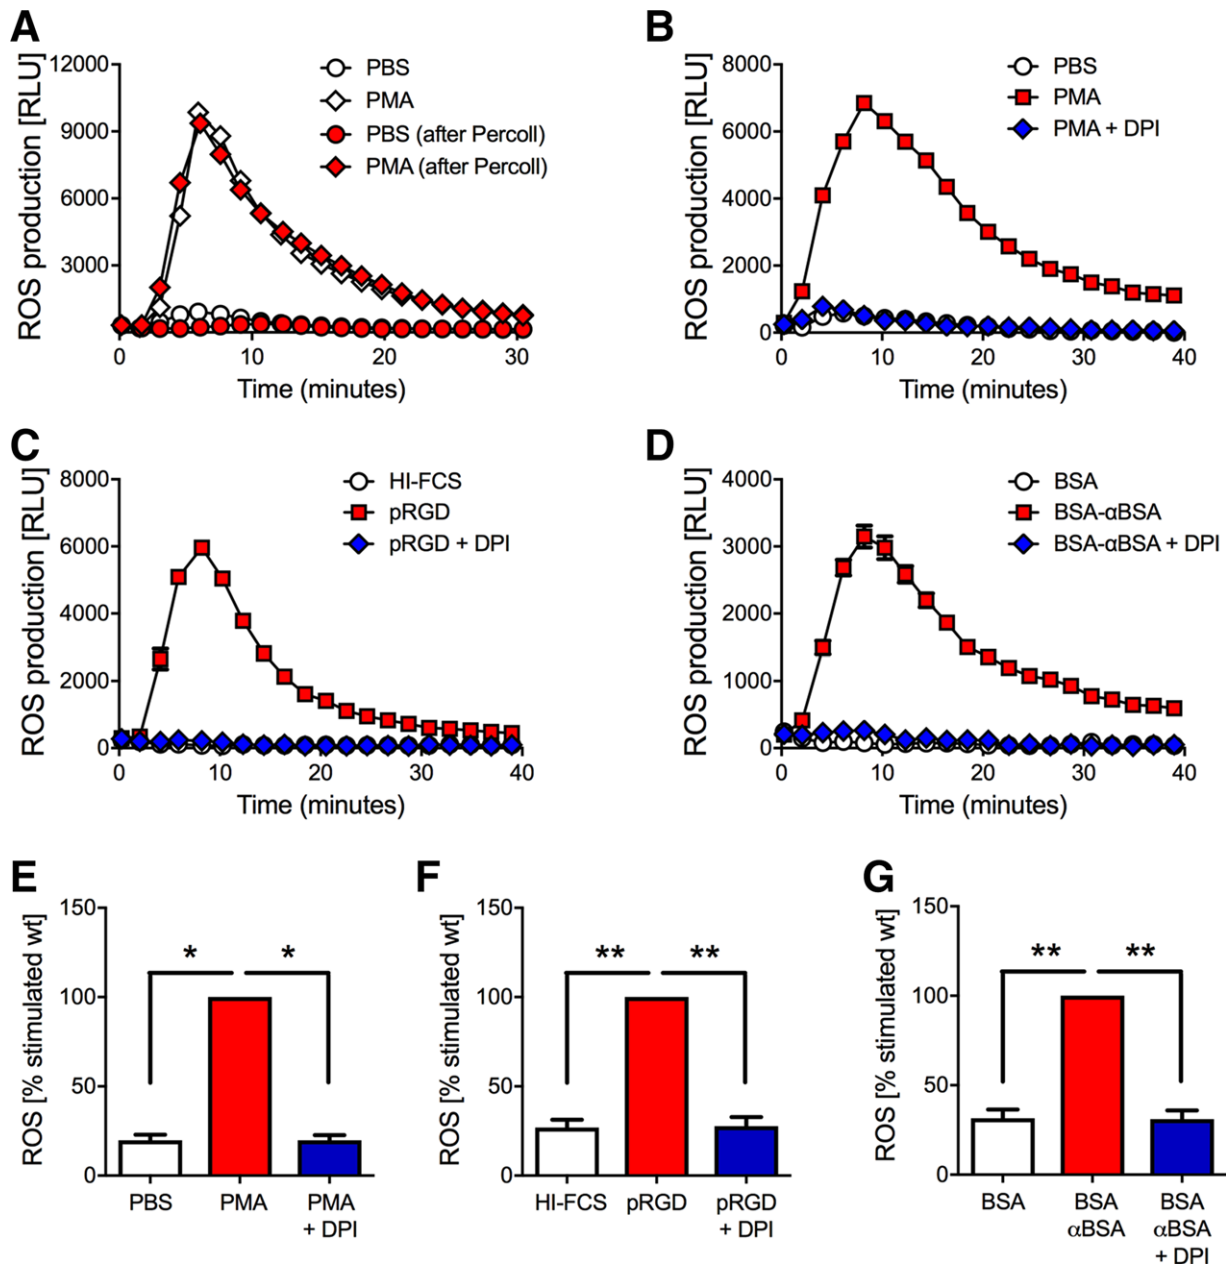 A
ROS production [RLU]
12000
9000
6000
3000
0
10
20
30
Time (minutes)
PBS
PMA
PBS (after Percoll)
PMA (after Percoll)
B
ROS production [RLU]
8000
6000
4000
2000
0
0
10
20
30
40
Time (minutes)
PBS
PMA
PMA + DPI
C
ROS production [RLU]
8000
6000
4000
2000
0
0
10
20
30
40
Time (minutes)
HI-FCS
pRGD
pRGD + DPI
D
ROS production [RLU]
4000
3000
2000
1000
0
0
10
20
30
40
Time (minutes)
BSA
BSA-αBSA
BSA-αBSA + DPI
E
ROS [% stimulated wt]
150
100
50
0
* *
PBS
PMA
PMA
+ DPI
F
ROS [% stimulated wt]
150
100
50
0
** **
HI-FCS
pRGD
pRGD
+ DPI
G
ROS [% stimulated wt]
150
100
50
0
** **
BSA
BSA
αBSA
BSA
αBSA
+ DPI